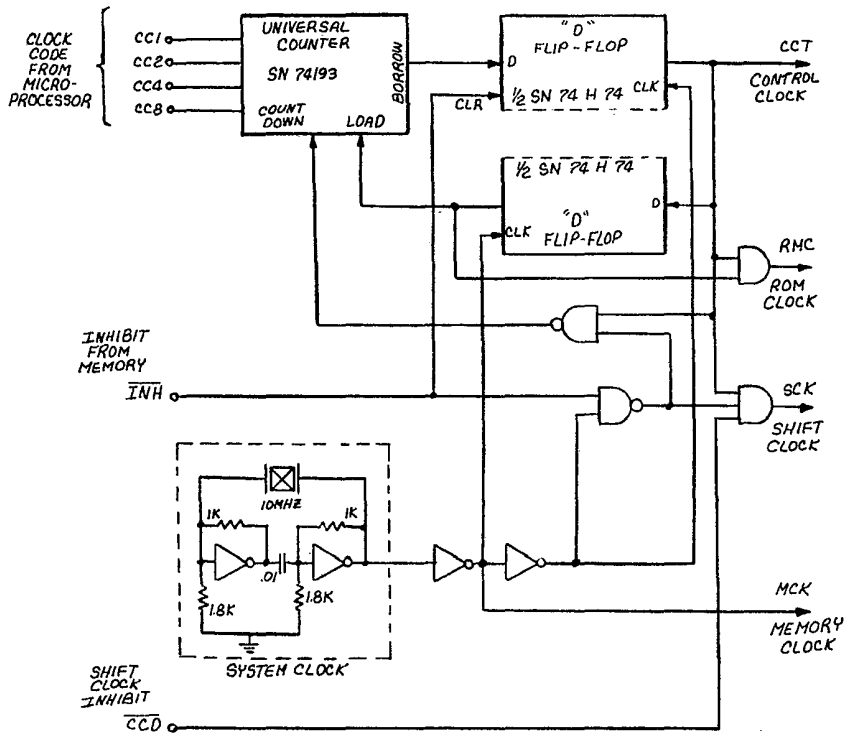 CLOCK
CODE
FROM
MICRO-
PROCESSOR
CC1
CC2
CC4
CC8
UNIVERSAL
COUNTER
SN 74193
BORROW
COUNT
DOWN
LOAD
"D"
FLIP-FLOP
D
½ SN 74 H 74
CLR
CLK
CCT
CONTROL
CLOCK
½ SN 74 H 74
D
"D"
FLIP-FLOP
CLK
RMC
ROM
CLOCK
INHIBIT
FROM
MEMORY
INH
SCK
SHIFT
CLOCK
10MHZ
1K
1K
.01
1.8K
1.8K
SYSTEM CLOCK
MCK
MEMORY
CLOCK
SHIFT
CLOCK
INHIBIT
CCD